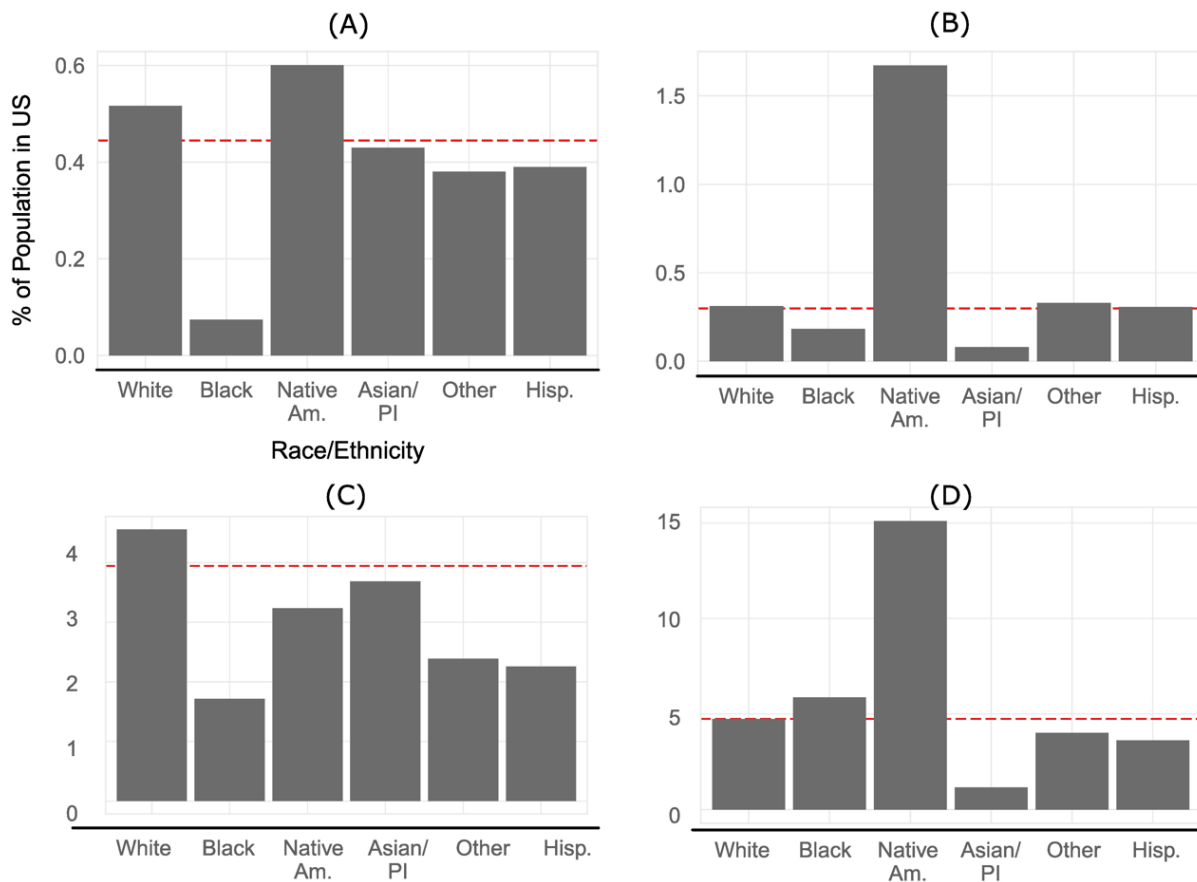 (A)
% of Population in US
0.6
0.4
0.2
0.0
White Black Native Am. Asian/ PI Other Hisp.
Race/Ethnicity
(B)
1.5
1.0
0.5
0.0
White Black Native Am. Asian/ PI Other Hisp.
(C)
4
3
2
1
0
White Black Native Am. Asian/ PI Other Hisp.
(D)
15
10
5
0
White Black Native Am. Asian/ PI Other Hisp.